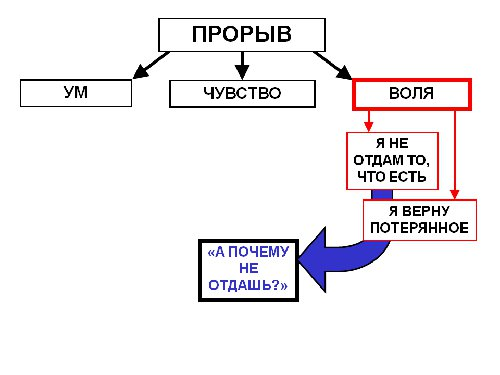 ПРОРЫВ
УМ
ЧУВСТВО
ВОЛЯ
Я НЕ
ОТДАМ ТО,
ЧТО ЕСТЬ
Я ВЕРНУ
ПОТЕРЯННОЕ
«А ПОЧЕМУ
НЕ
ОТДАШЬ?»